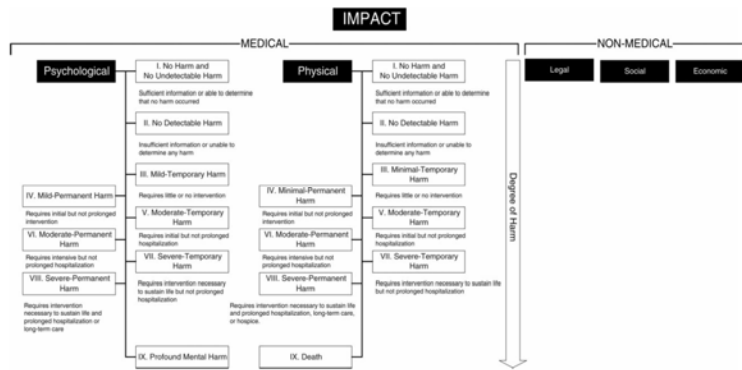 IMPACT
MEDICAL
NON-MEDICAL
Psychological
I. No Harm and
No Undetectable Harm
Sufficient information or able to determine
that no harm occurred
II. No Detectable Harm
Insufficient information or unable to
determine any harm
III. Mild-Temporary Harm
Requires little or no intervention
IV. Mild-Permanent Harm
Requires initial but not prolonged
intervention
V. Moderate-Temporary
Harm
Requires initial but not prolonged
hospitalization
VI. Moderate-Permanent
Harm
Requires intensive but not
prolonged hospitalization
VII. Severe-Temporary
Harm
Requires intervention necessary
to sustain life but not prolonged
hospitalization
VIII. Severe-Permanent
Harm
Requires intervention
necessary to sustain life and
prolonged hospitalization or
long-term care
IX. Profound Mental Harm
Physical
I. No Harm and
No Undetectable Harm
Sufficient information or able to determine
that no harm occurred
II. No Detectable Harm
Insufficient information or unable to
determine any harm
III. Minimal-Temporary
Harm
Requires little or no intervention
IV. Minimal-Permanent
Harm
Requires initial but not prolonged
intervention
V. Moderate-Temporary
Harm
Requires initial but not prolonged
hospitalization
VI. Moderate-Permanent
Harm
Requires intensive but not
prolonged hospitalization
VII. Severe-Temporary
Harm
Requires intervention necessary to sustain life
but not prolonged hospitalization
VIII. Severe-Permanent
Harm
Requires intervention necessary to sustain life
and prolonged hospitalization, long-term care,
or hospice.
IX. Death
Degree of Harm
Legal
Social
Economic